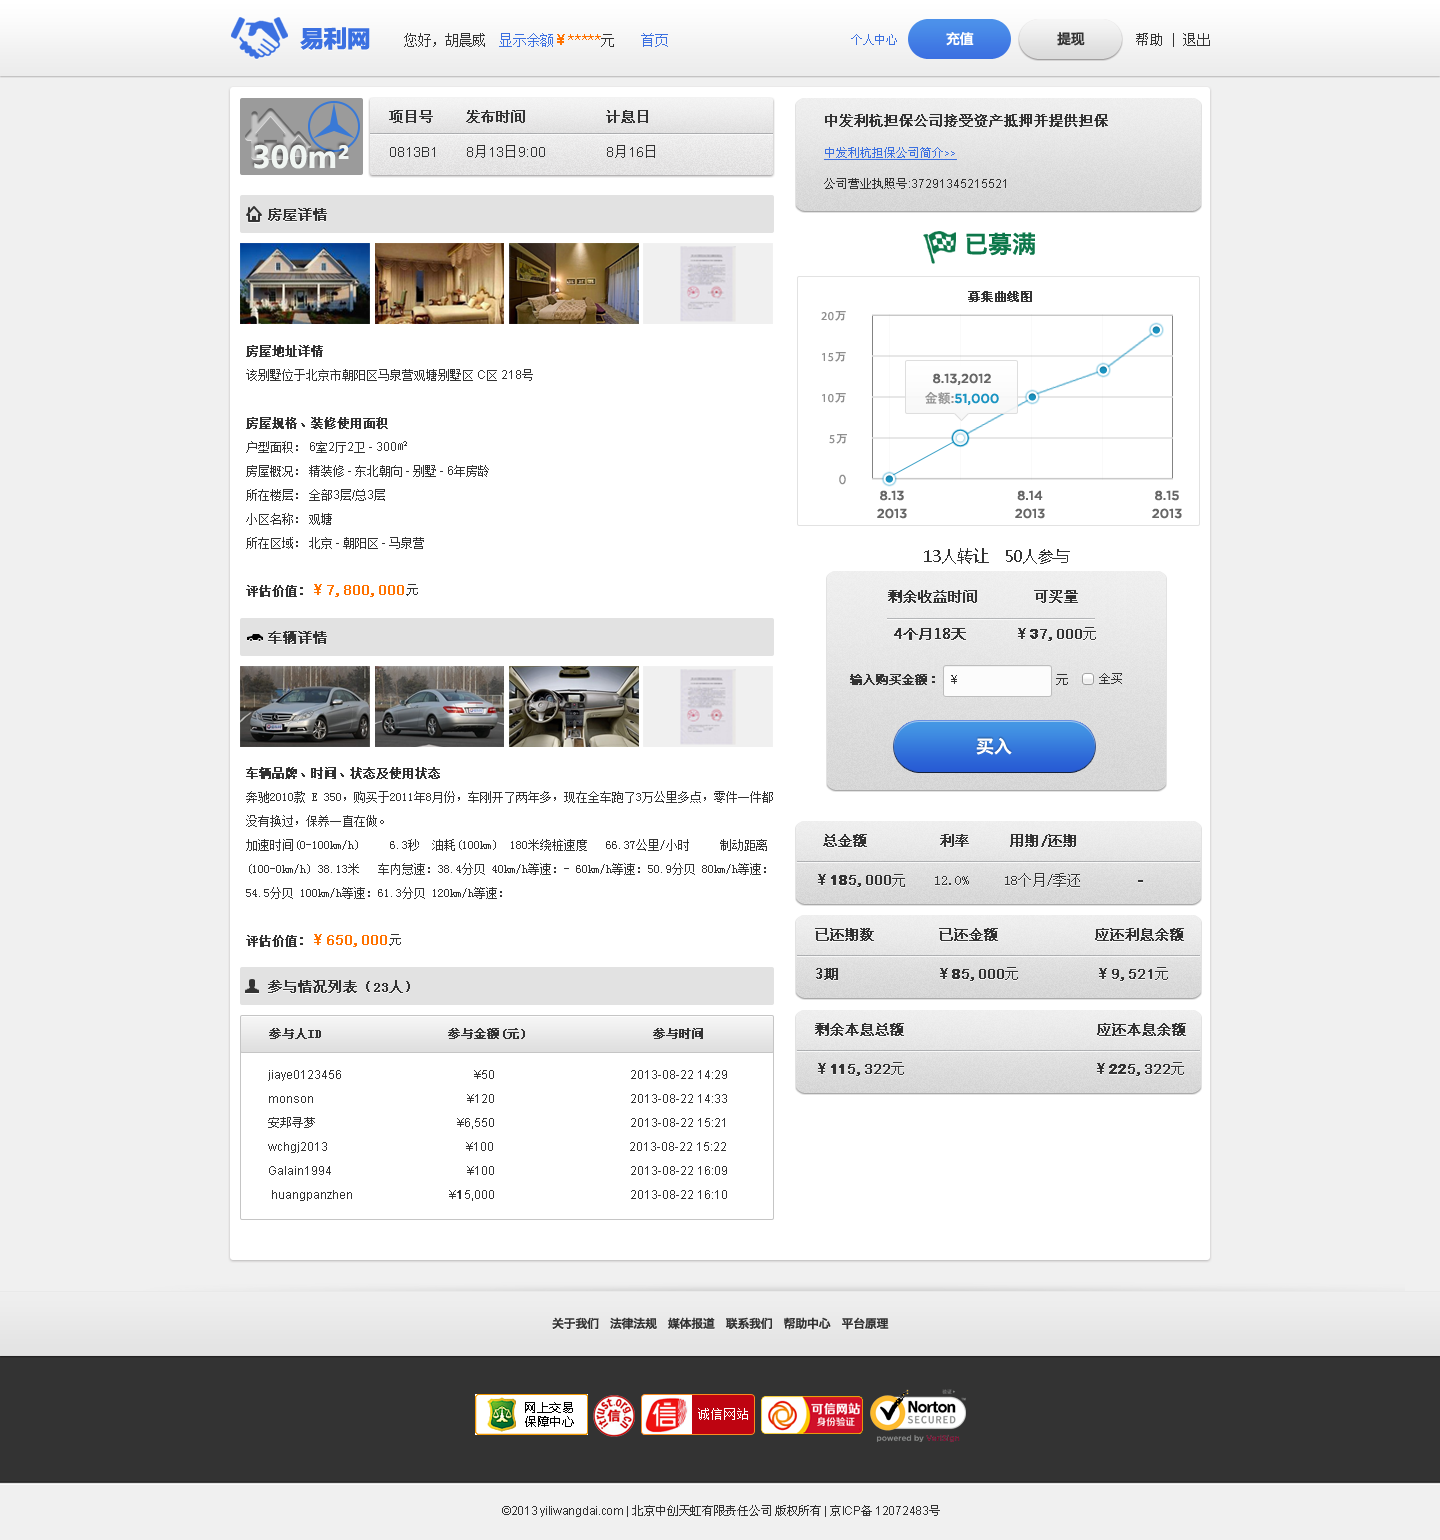 易利网
您好，胡晨威 显示余额¥*****元 首页
个人中心 充值 提现 帮助 | 退出
300m²
项目号 发布时间 计息日
0813B1 8月13日9:00 8月16日
房屋详情
房屋地址详情
该别墅位于北京市朝阳区马泉营观塘别墅区 C区 218号
房屋规格、装修使用面积
户型面积： 6室2厅2卫 - 300㎡
房屋概况： 精装修 - 东北朝向 - 别墅 - 6年房龄
所在楼层： 全部3层/总3层
小区名称： 观塘
所在区域： 北京 - 朝阳区 - 马泉营
评估价值：¥7,800,000元
车辆详情
车辆品牌、时间、状态及使用状态
奔驰2010款 E 350，购买于2011年8月份，车刚开了两年多，现在全车跑了3万公里多点，零件一件都
没有换过，保养一直在做。
加速时间(0-100km/h) 6.3秒 油耗(100km) 180米绕桩速度 66.37公里/小时 制动距离
(100-0km/h) 38.13米 车内怠速：38.4分贝 40km/h等速：- 60km/h等速：50.9分贝 80km/h等速：
54.5分贝 100km/h等速：61.3分贝 120km/h等速：
评估价值：¥650,000元
参与情况列表（23人）
参与人ID 参与金额(元) 参与时间
jiaye0123456 ¥50 2013-08-22 14:29
monson ¥120 2013-08-22 14:33
安邦寻梦 ¥6,550 2013-08-22 15:21
wchgj2013 ¥100 2013-08-22 15:22
Galain1994 ¥100 2013-08-22 16:09
huangpanzhen ¥15,000 2013-08-22 16:10
中发利杭担保公司接受资产抵押并提供担保
中发利杭担保公司简介>>
公司营业执照号:37291345215521
已募满
募集曲线图
20万
15万
10万
5万
0
8.13,2012
金额:51,000
8.13 8.14 8.15
2013 2013 2013
13人转让 50人参与
剩余收益时间 可买量
4个月18天 ¥37,000元
输入购买金额： ¥ 元 全买
买入
总金额 利率 用期/还期
¥185,000元 12.0% 18个月/季还 -
已还期数 已还金额 应还利息余额
3期 ¥85,000元 ¥9,521元
剩余本息总额 应还本息余额
¥115,322元 ¥225,322元
关于我们 法律法规 媒体报道 联系我们 帮助中心 平台原理
网上交易
保障中心
信
itrust.org.cn
信 诚信网站
可信网站
身份验证
Norton
SECURED
powered by VeriSign
©2013 yiliwangdai.com | 北京中创天虹有限责任公司 版权所有 | 京ICP备 12072483号